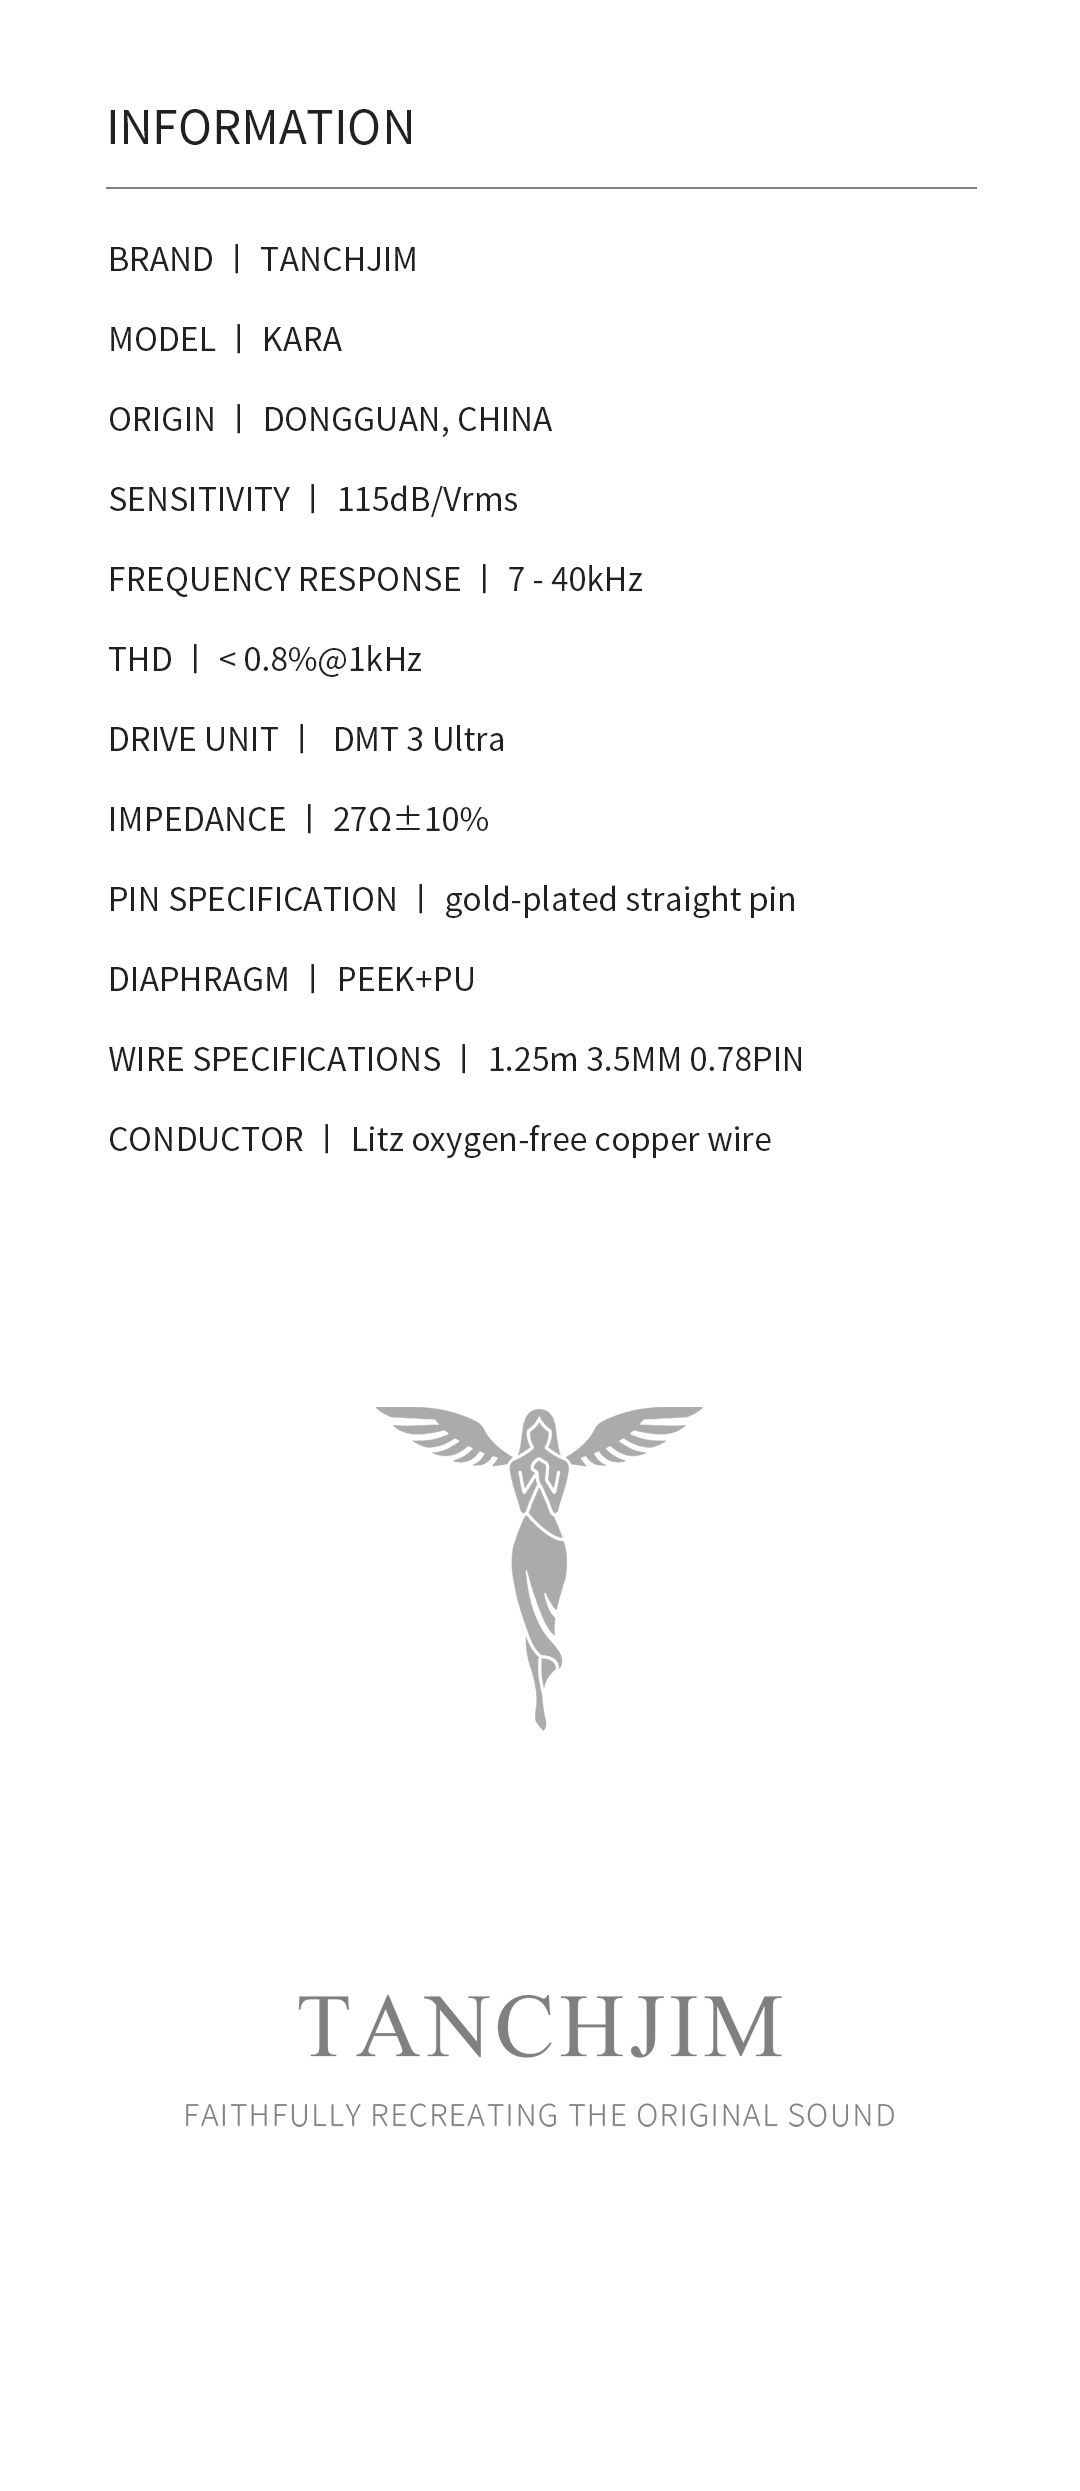 INFORMATION
BRAND | TANCHJIM
MODEL | KARA
ORIGIN | DONGGUAN, CHINA
SENSITIVITY | 115dB/Vrms
FREQUENCY RESPONSE | 7 - 40kHz
THD | < 0.8%@1kHz
DRIVE UNIT | DMT 3 Ultra
IMPEDANCE | 27Ω±10%
PIN SPECIFICATION | gold-plated straight pin
DIAPHRAGM | PEEK+PU
WIRE SPECIFICATIONS | 1.25m 3.5MM 0.78PIN
CONDUCTOR | Litz oxygen-free copper wire
TANCHJIM
FAITHFULLY RECREATING THE ORIGINAL SOUND